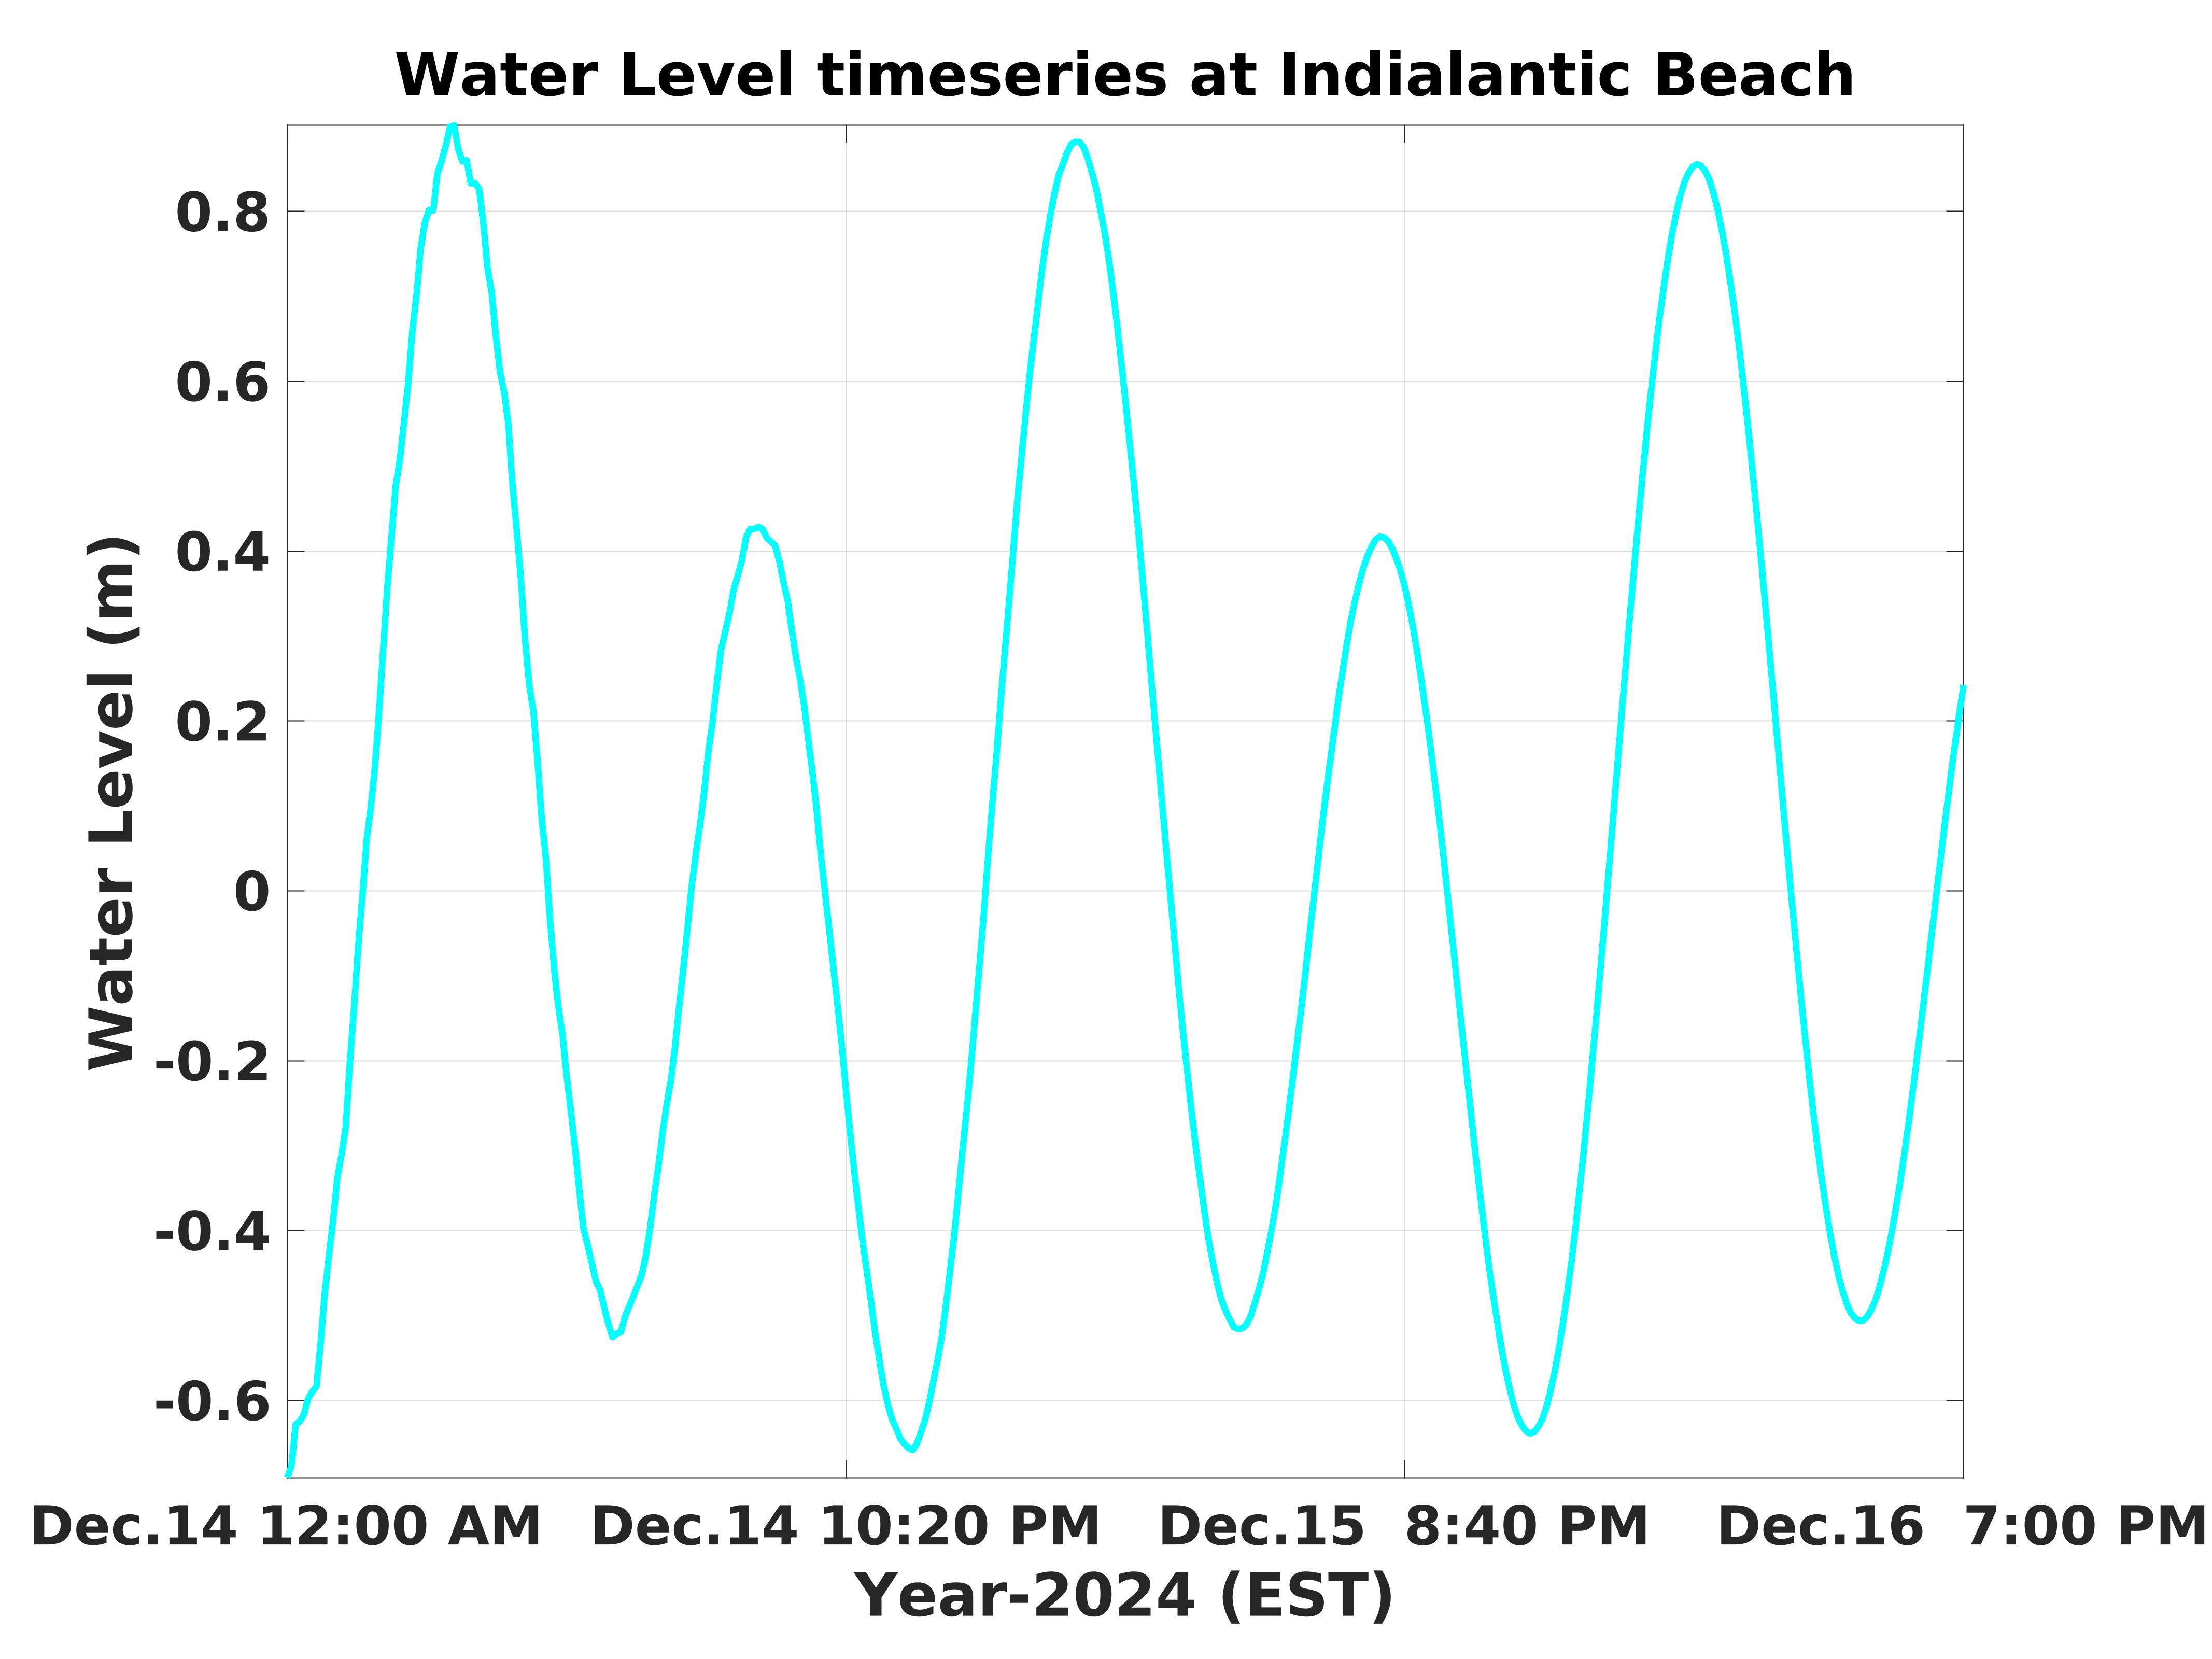 Water Level timeseries at Indialantic Beach
Water Level (m)
0.8
0.6
0.4
0.2
0
-0.2
-0.4
-0.6
Dec.14 12:00 AM Dec.14 10:20 PM Dec.15 8:40 PM Dec.16 7:00 PM
Year-2024 (EST)